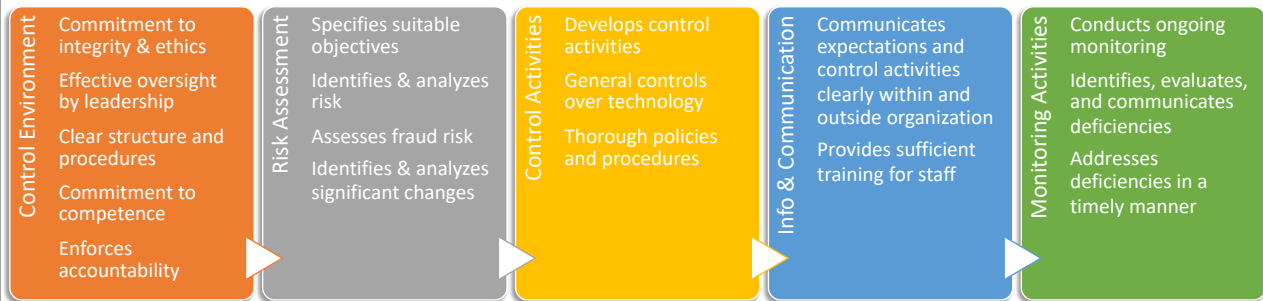 Control Environment
Commitment to
integrity & ethics
Effective oversight
by leadership
Clear structure and
procedures
Commitment to
competence
Enforces
accountability
Risk Assessment
Specifies suitable
objectives
Identifies & analyzes
risk
Assesses fraud risk
Identifies & analyzes
significant changes
Control Activities
Develops control
activities
General controls
over technology
Thorough policies
and procedures
Info & Communication
Communicates
expectations and
control activities
clearly within and
outside organization
Provides sufficient
training for staff
Monitoring Activities
Conducts ongoing
monitoring
Identifies, evaluates,
and communicates
deficiencies
Addresses
deficiencies in a
timely manner